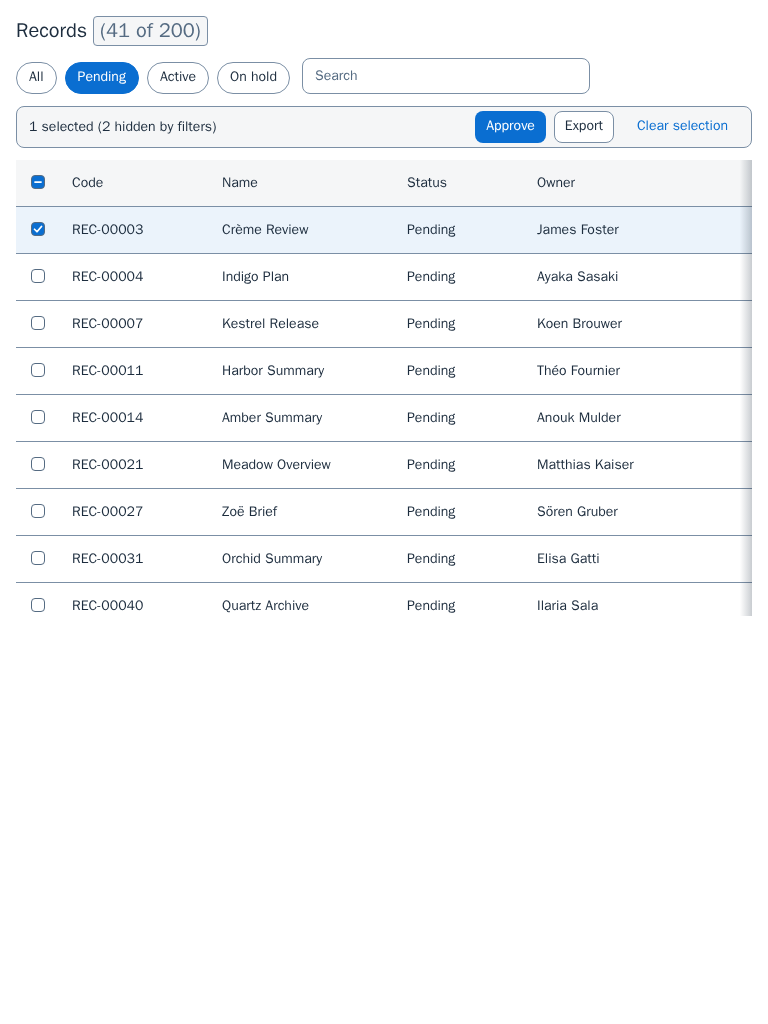 Records (41 of 200)
All Pending Active On hold Search
1 selected (2 hidden by filters) Approve Export Clear selection
Code Name Status Owner
REC-00003 Crème Review Pending James Foster
REC-00004 Indigo Plan Pending Ayaka Sasaki
REC-00007 Kestrel Release Pending Koen Brouwer
REC-00011 Harbor Summary Pending Théo Fournier
REC-00014 Amber Summary Pending Anouk Mulder
REC-00021 Meadow Overview Pending Matthias Kaiser
REC-00027 Zoë Brief Pending Sören Gruber
REC-00031 Orchid Summary Pending Elisa Gatti
REC-00040 Quartz Archive Pending Ilaria Sala